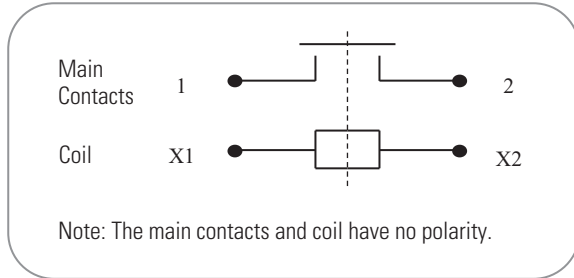 Main
Contacts 1 2
Coil X1 X2
Note: The main contacts and coil have no polarity.